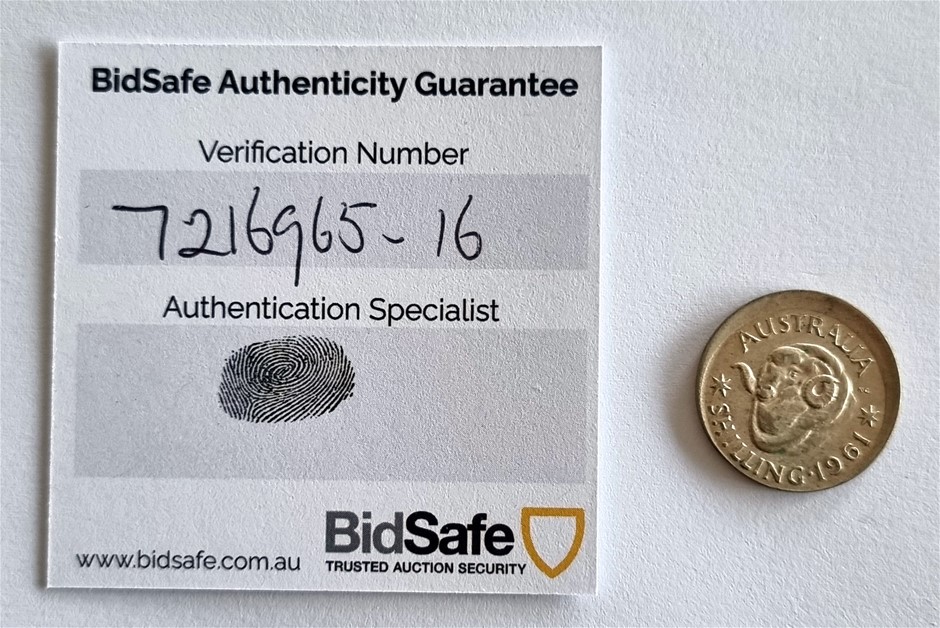 BidSafe Authenticity Guarantee
Verification Number
7216965-16
Authentication Specialist
www.bidsafe.com.au
BidSafe
TRUSTED AUCTION SECURITY
AUSTRALIA
SHILLING·1961